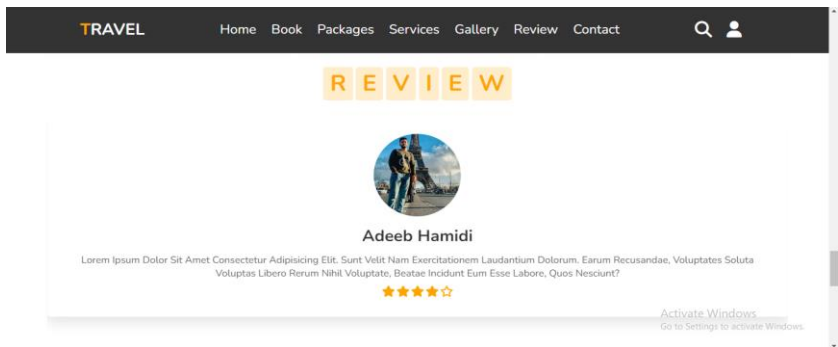 TRAVEL Home Book Packages Services Gallery Review Contact
REVIEW
Adeeb Hamidi
Lorem Ipsum Dolor Sit Amet Consectetur Adipisicing Elit. Sunt Velit Nam Exercitationem Laudantium Dolorum. Earum Recusandae, Voluptates Soluta
Voluptas Libero Rerum Nihil Voluptate, Beatae Incidunt Eum Esse Labore, Quos Nesciunt?
Activate Windows
Go to Settings to activate Windows.